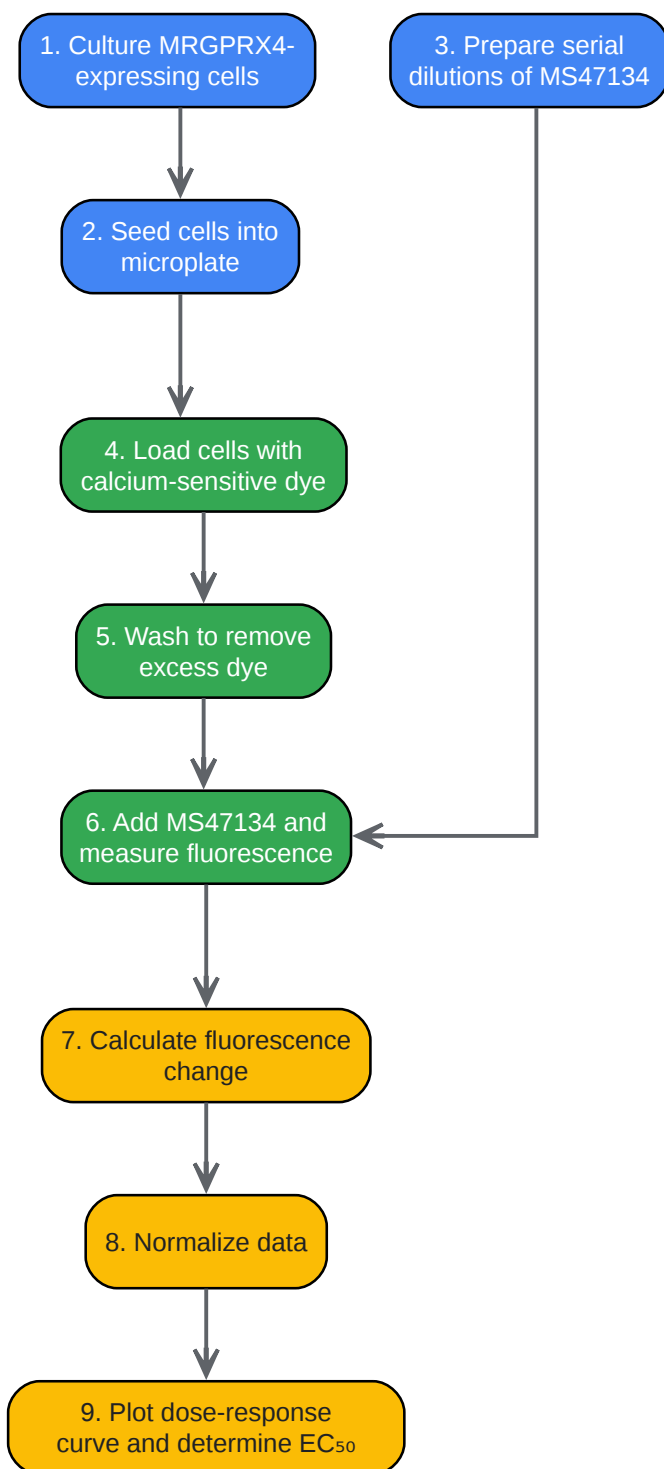 1. Culture MRGPRX4-
expressing cells
3. Prepare serial
dilutions of MS47134
2. Seed cells into
microplate
4. Load cells with
calcium-sensitive dye
5. Wash to remove
excess dye
6. Add MS47134 and
measure fluorescence
7. Calculate fluorescence
change
8. Normalize data
9. Plot dose-response
curve and determine EC₅₀